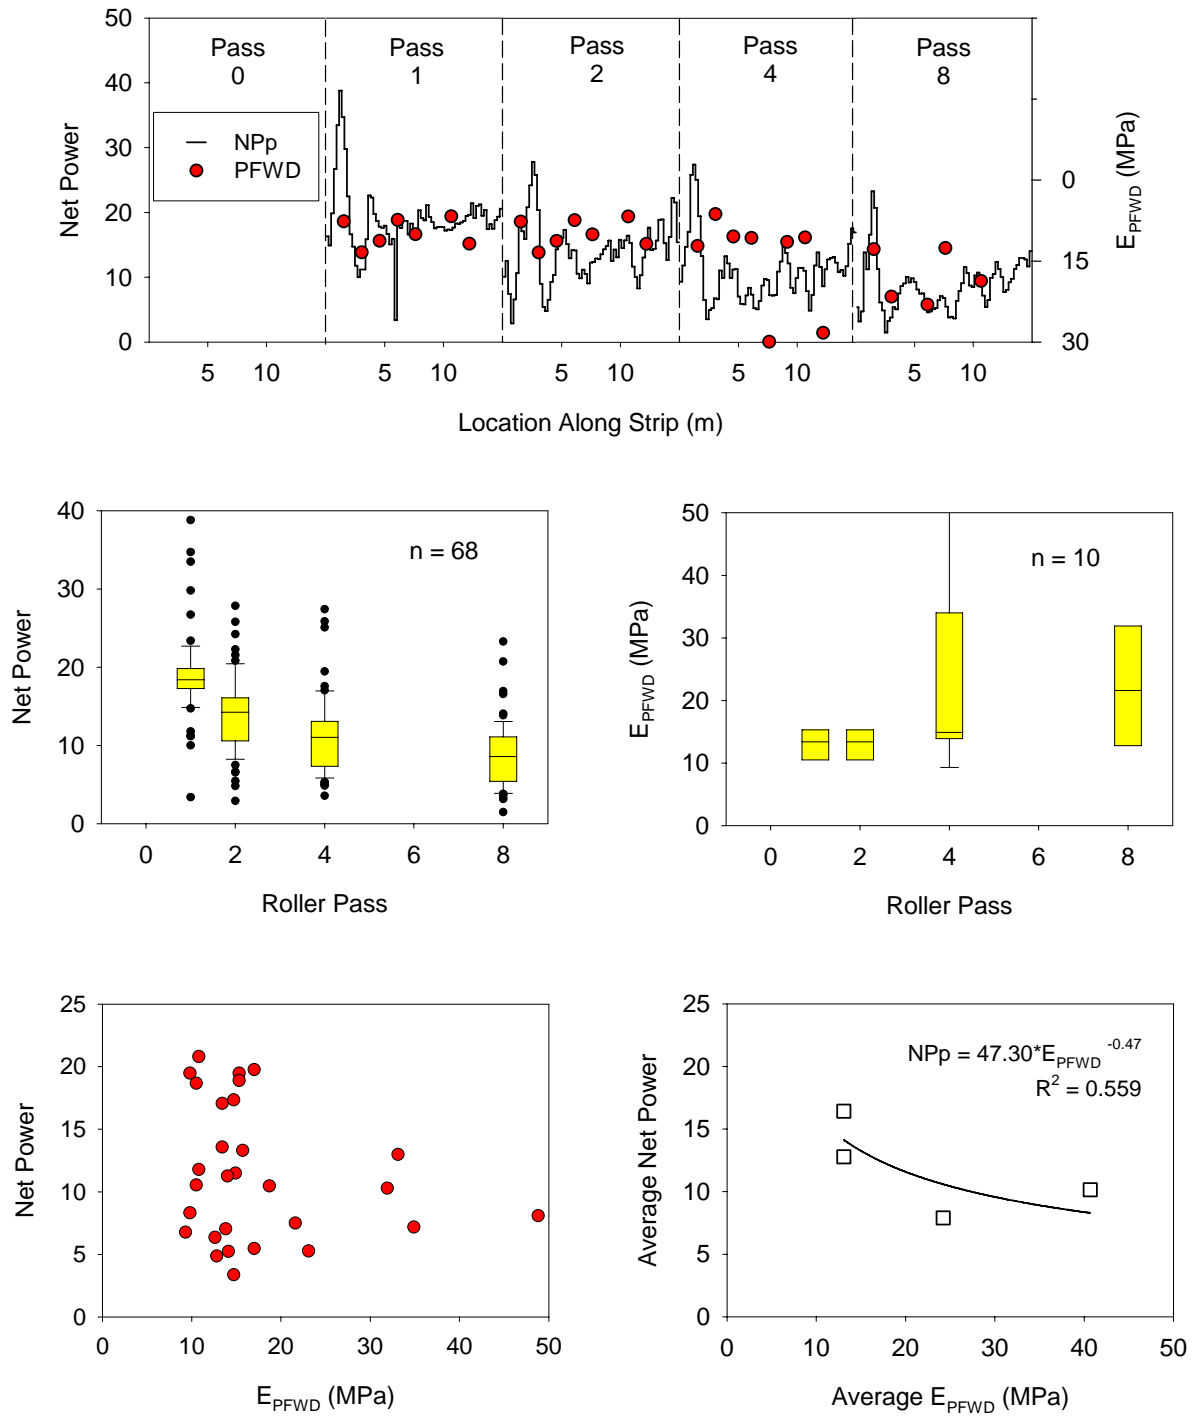 50
40
30
20
10
0
Net Power
Pass
0
Pass
1
Pass
2
Pass
4
Pass
8
NPp
PFWD
0
15
30
E_PFWD (MPa)
5 10 5 10 5 10 5 10 5 10
Location Along Strip (m)
40
30
20
10
0
Net Power
n = 68
0 2 4 6 8
Roller Pass
50
40
30
20
10
0
E_PFWD (MPa)
n = 10
0 2 4 6 8
Roller Pass
25
20
15
10
5
0
Net Power
0 10 20 30 40 50
E_PFWD (MPa)
25
20
15
10
5
0
Average Net Power
NPp = 47.30*E_PFWD ^-0.47
R² = 0.559
0 10 20 30 40 50
Average E_PFWD (MPa)